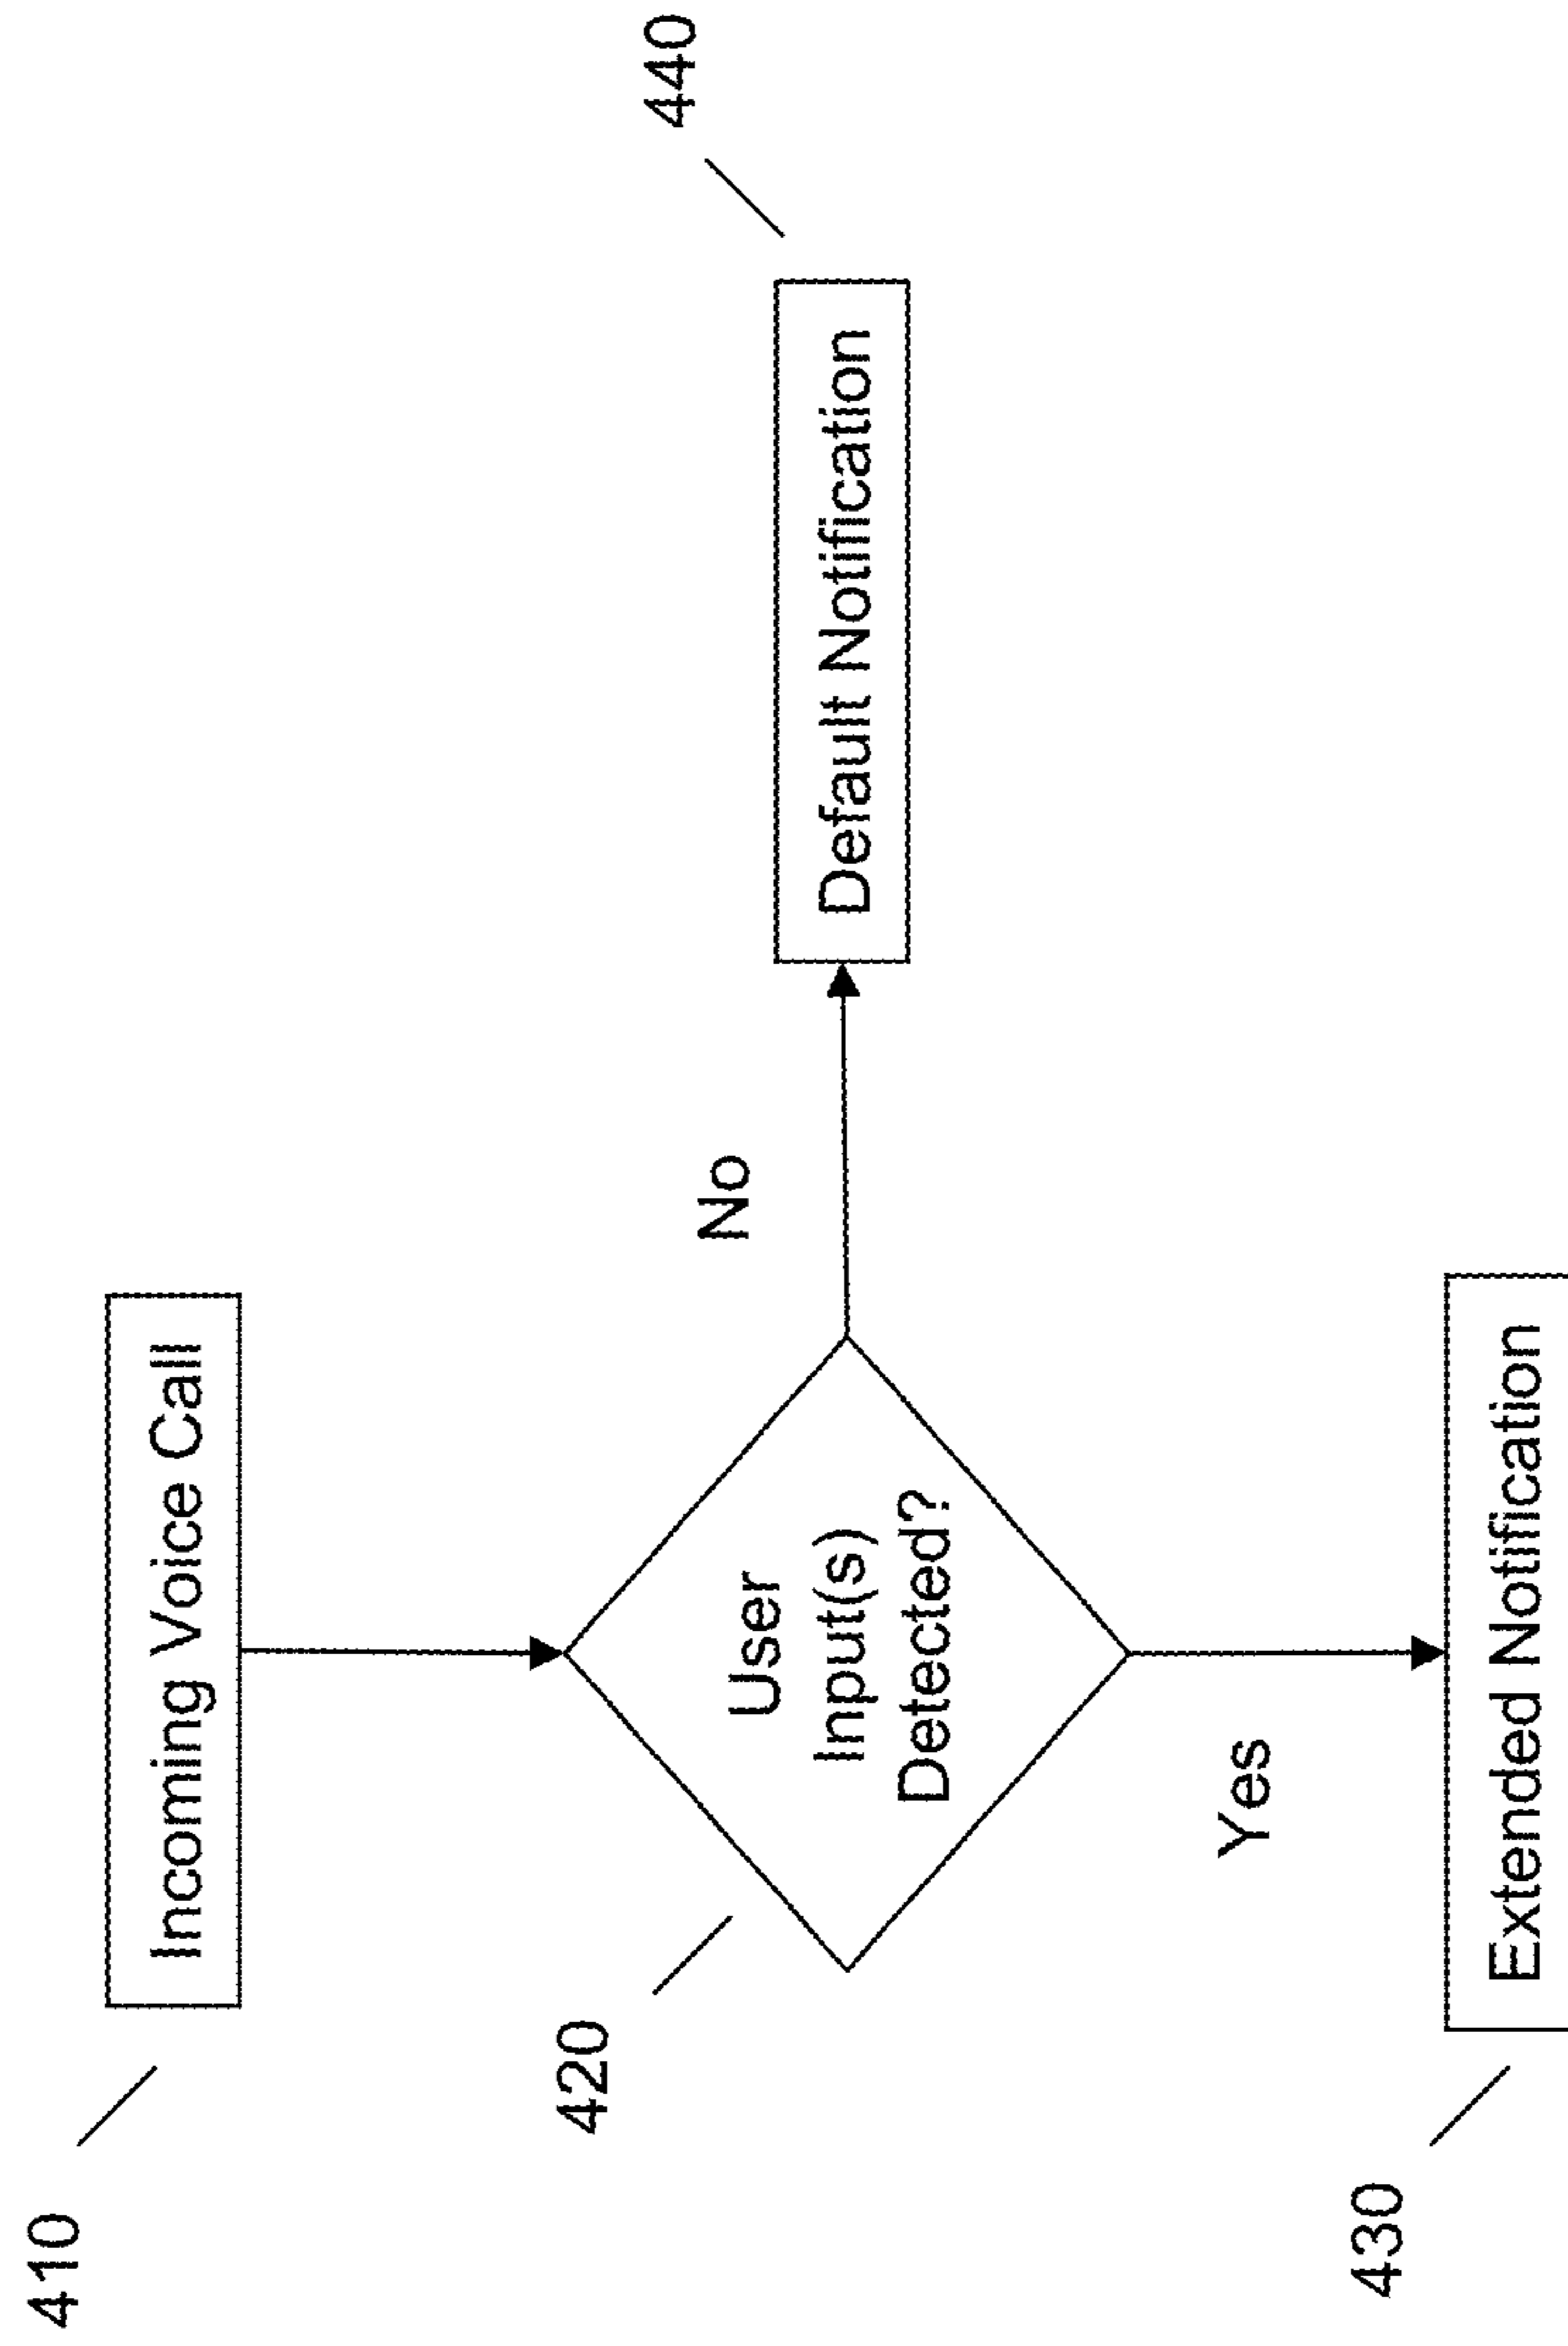 410
Incoming Voice Call
420
User
Input(s)
Detected?
No
440
Default Notification
Yes
430
Extended Notification